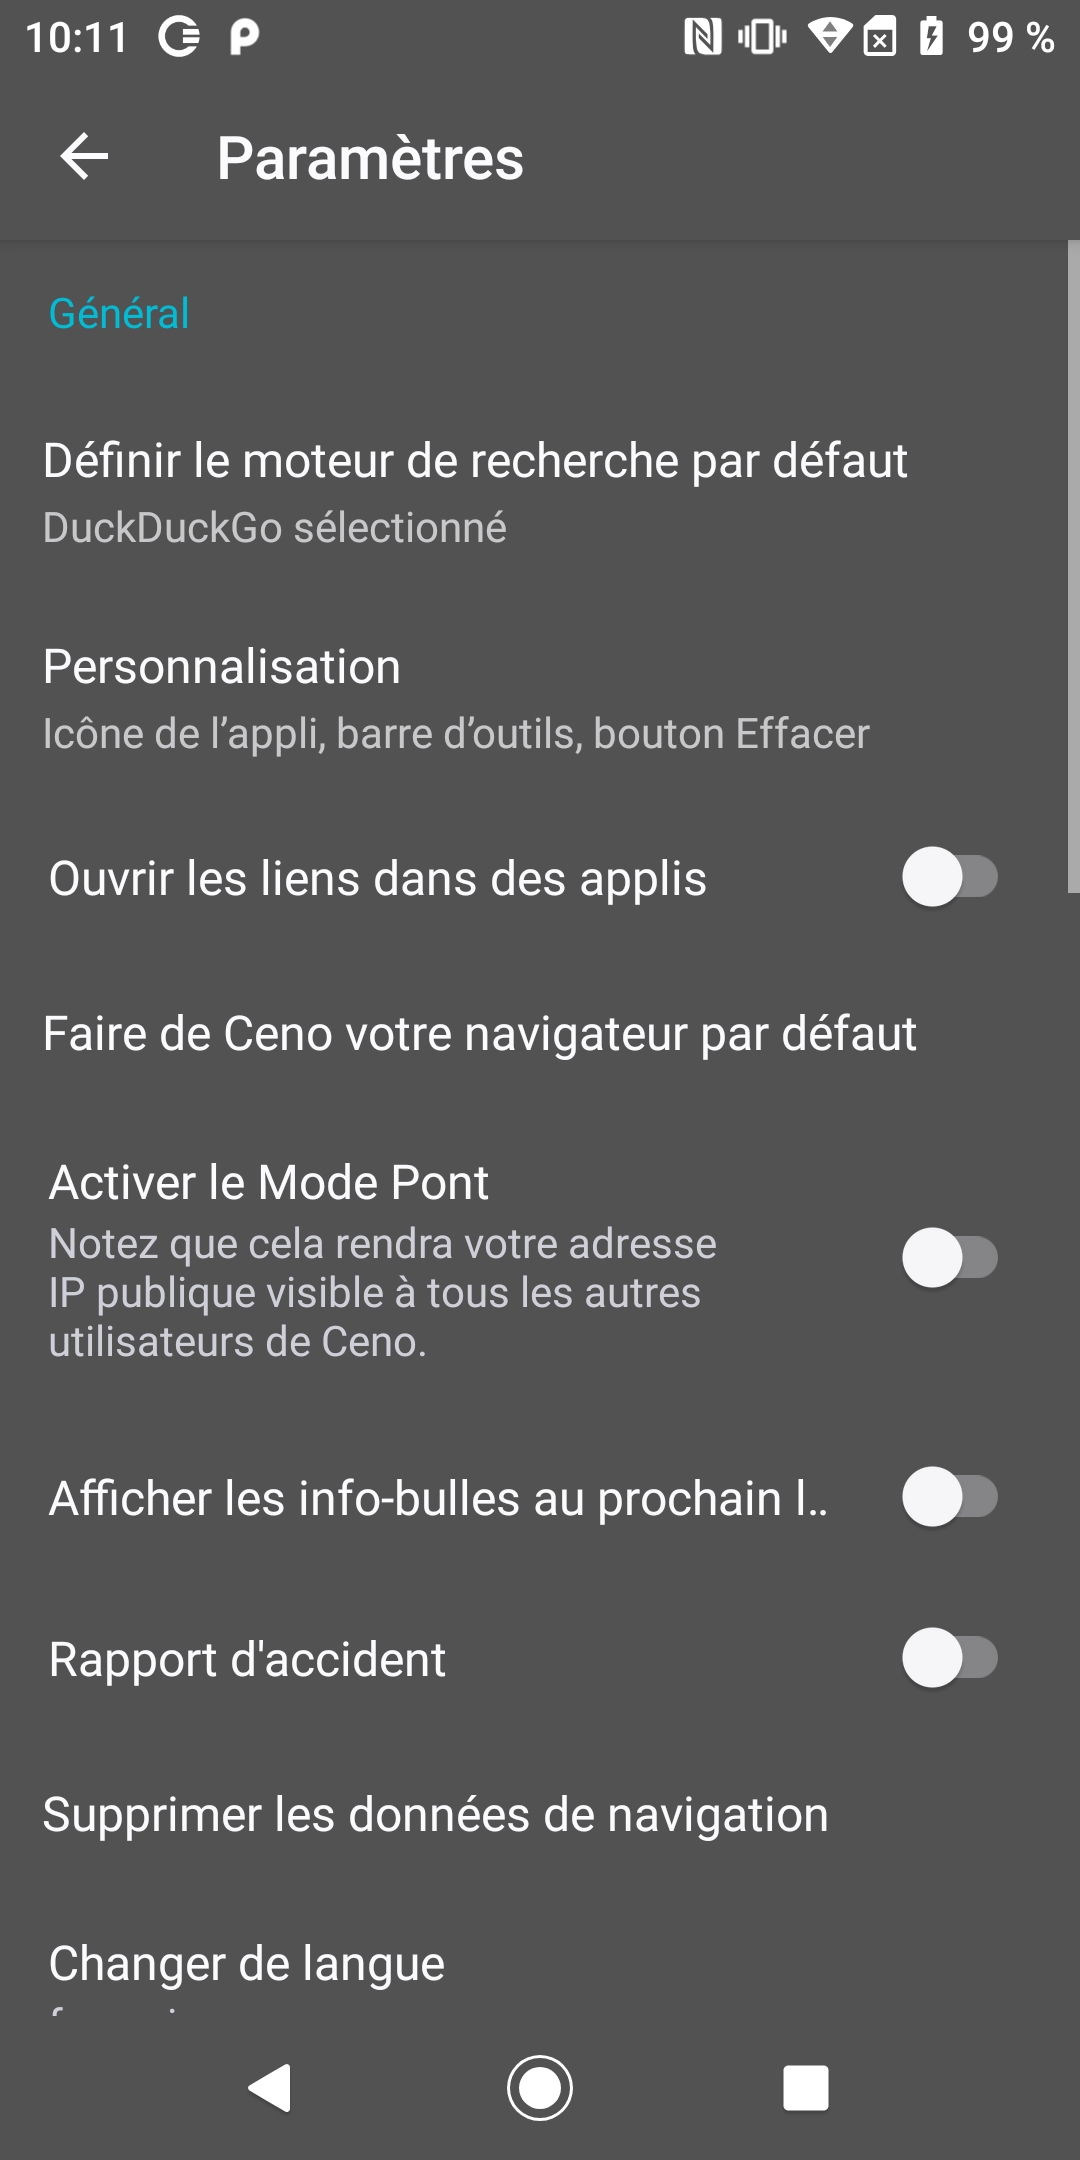 10:11
99 %
Paramètres
Général
Définir le moteur de recherche par défaut
DuckDuckGo sélectionné
Personnalisation
Icône de l’appli, barre d’outils, bouton Effacer
Ouvrir les liens dans des applis
Faire de Ceno votre navigateur par défaut
Activer le Mode Pont
Notez que cela rendra votre adresse
IP publique visible à tous les autres
utilisateurs de Ceno.
Afficher les info-bulles au prochain l..
Rapport d'accident
Supprimer les données de navigation
Changer de langue